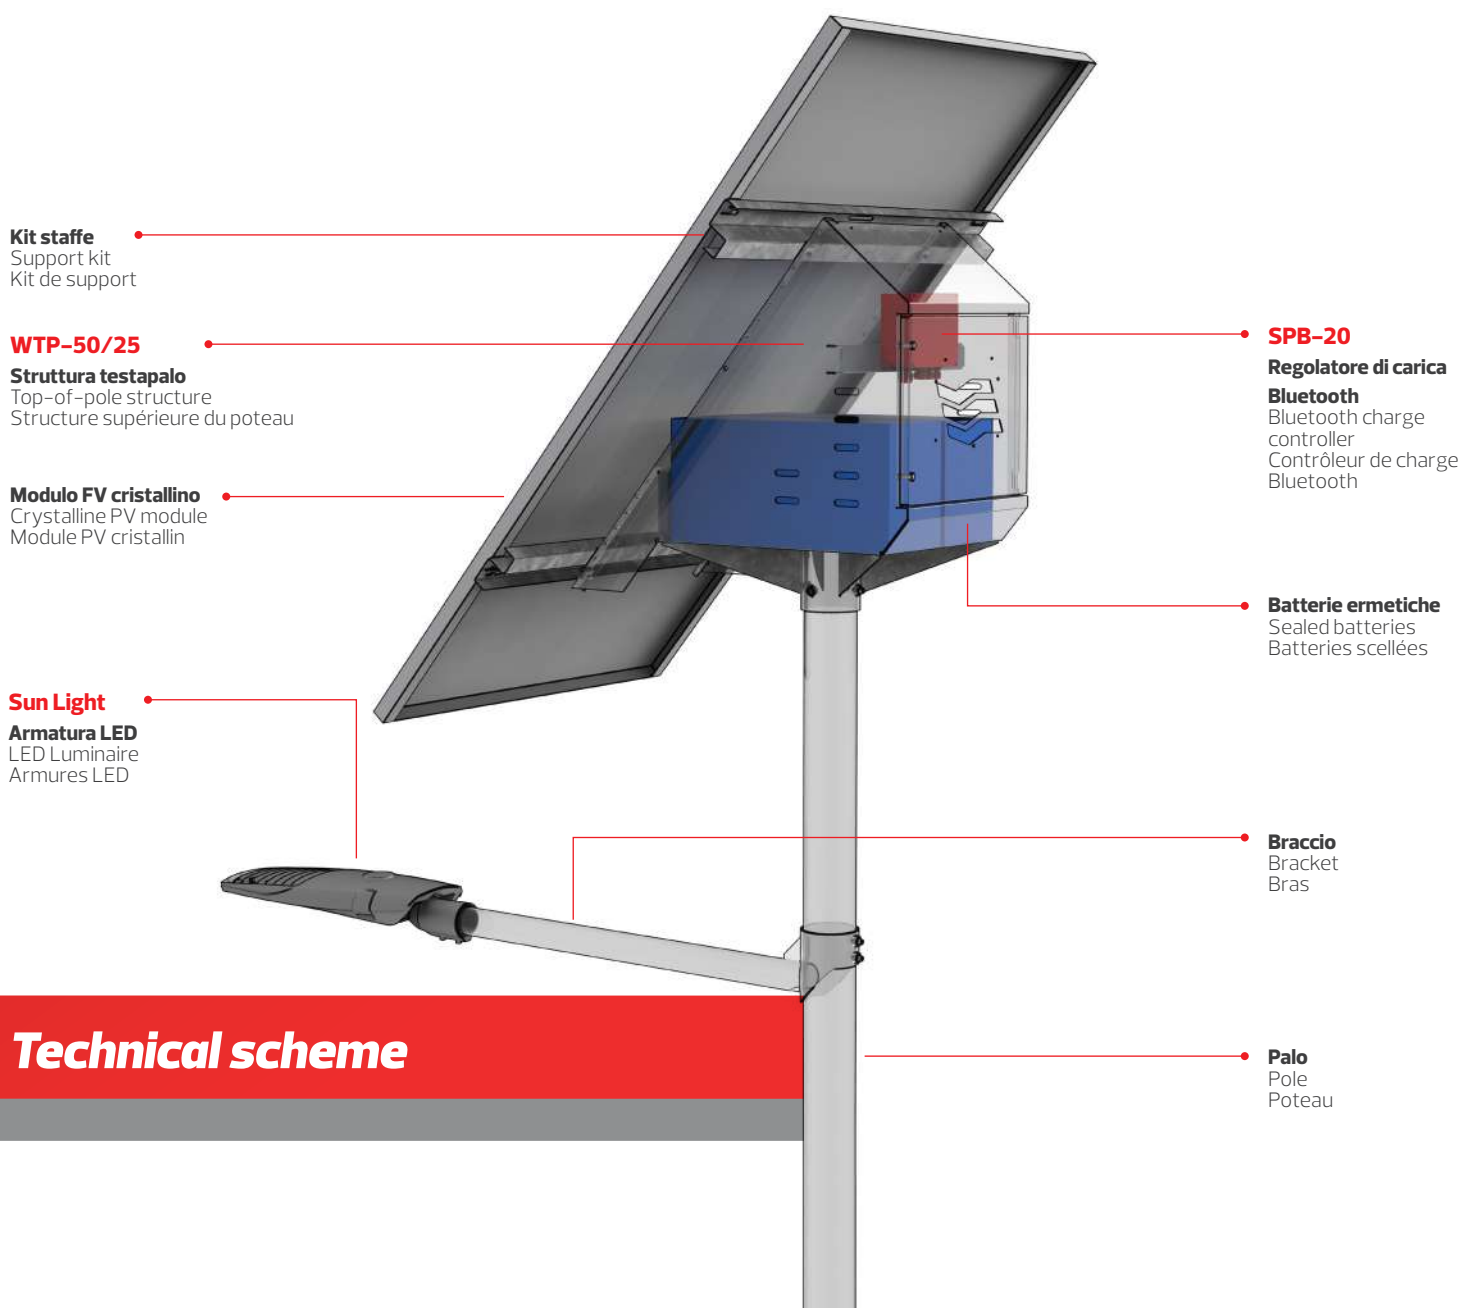 Kit staffe
Support kit
Kit de support
WTP-50/25
Struttura testapalo
Top-of-pole structure
Structure supérieure du poteau
Modulo FV cristallino
Crystalline PV module
Module PV cristallin
Sun Light
Armatura LED
LED Luminaire
Armures LED
SPB-20
Regolatore di carica
Bluetooth
Bluetooth charge
controller
Contrôleur de charge
Bluetooth
Batterie ermetiche
Sealed batteries
Batteries scellées
Braccio
Bracket
Bras
Technical scheme
Palo
Pole
Poteau